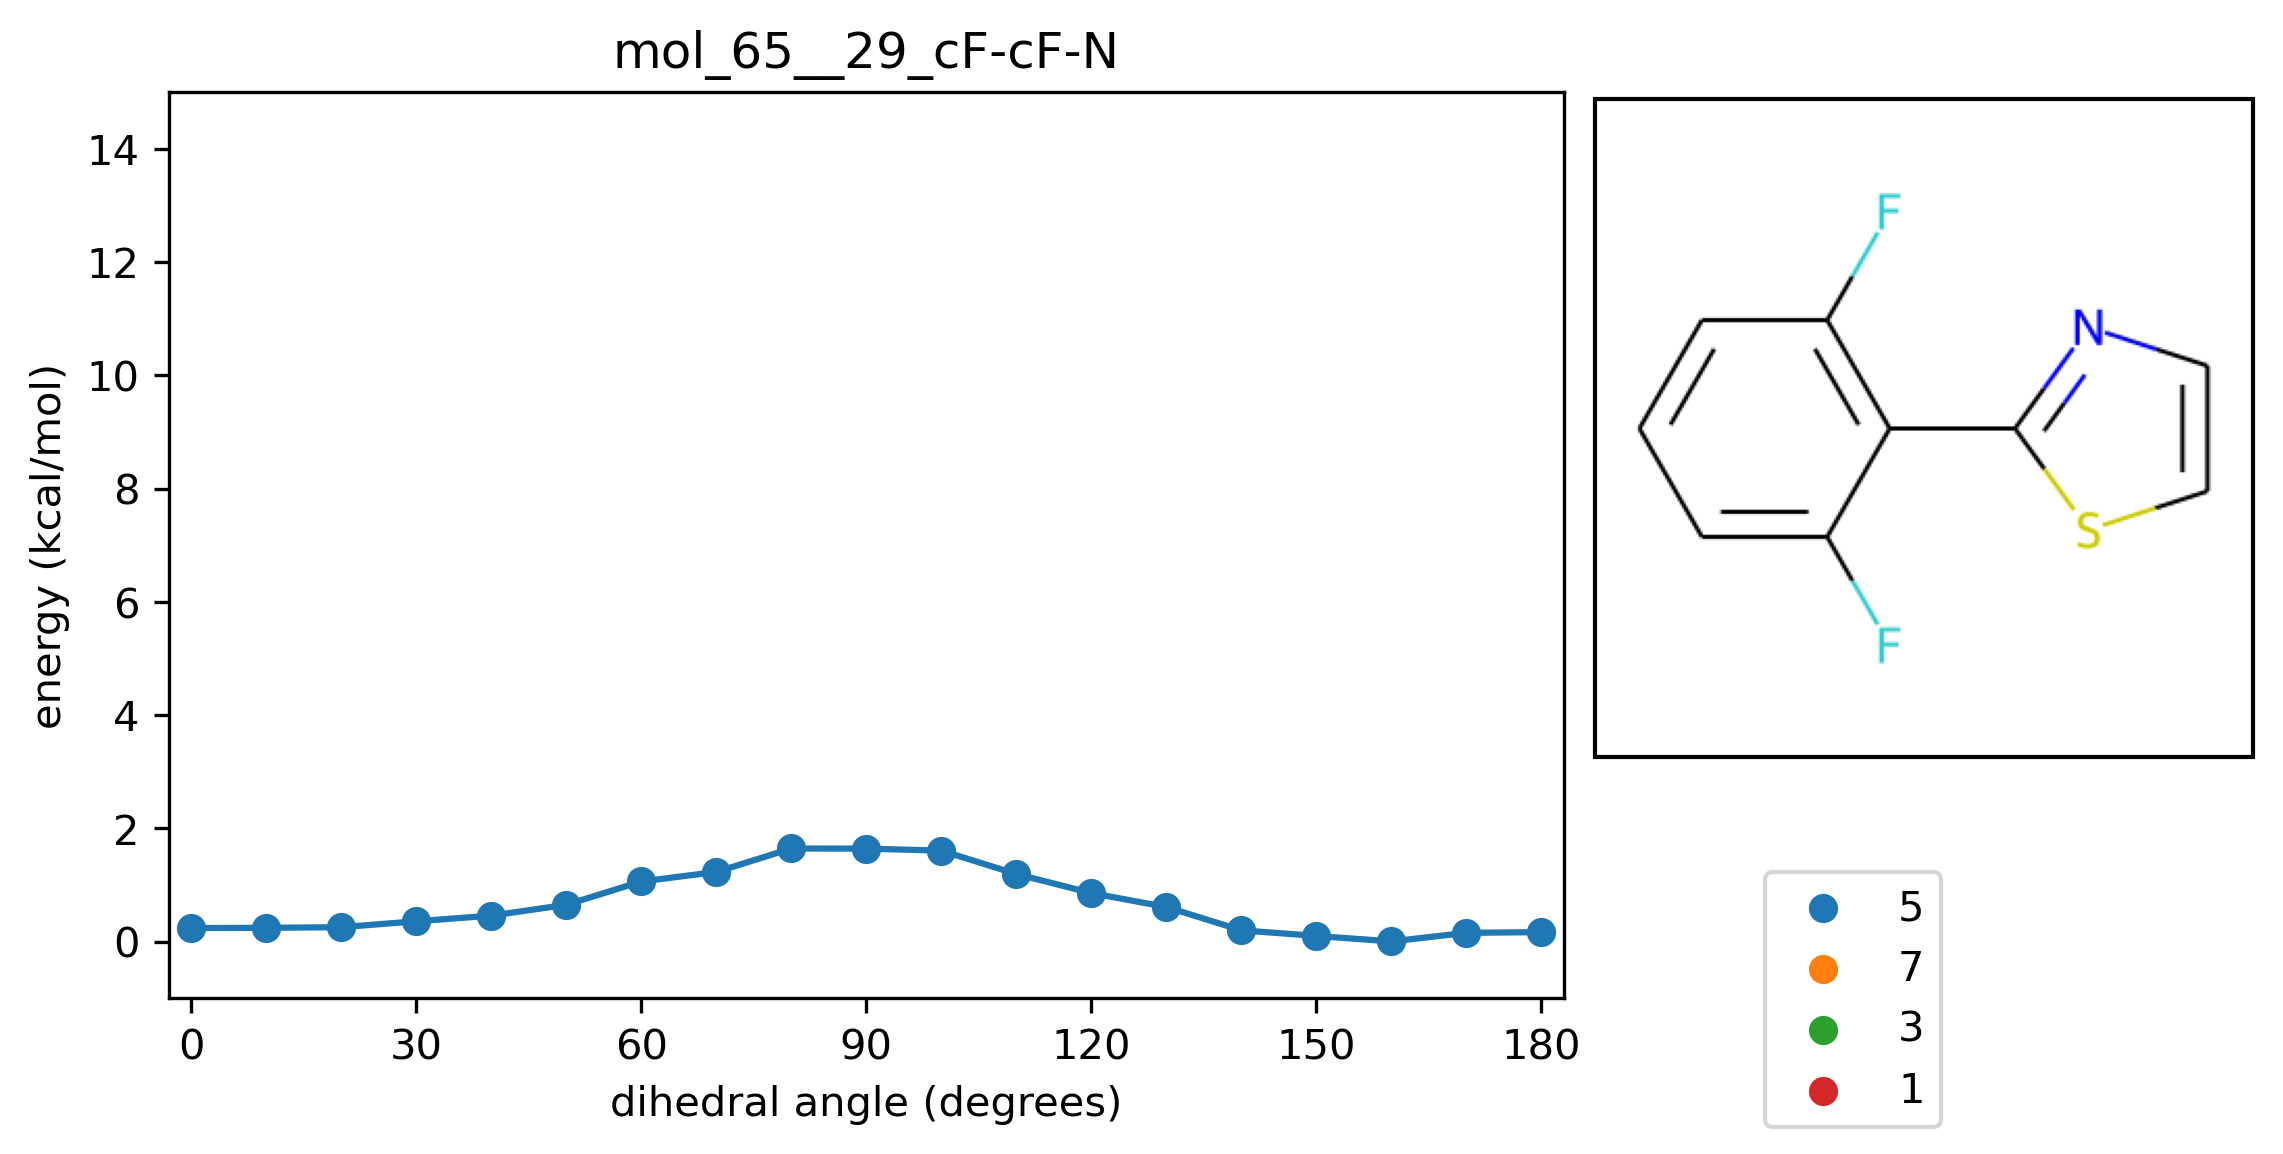 mol_65__29_cF-cF-N
energy (kcal/mol)
14
12
10
8
6
4
2
0
0 30 60 90 120 150 180
dihedral angle (degrees)
F
N
S
F
5
7
3
1